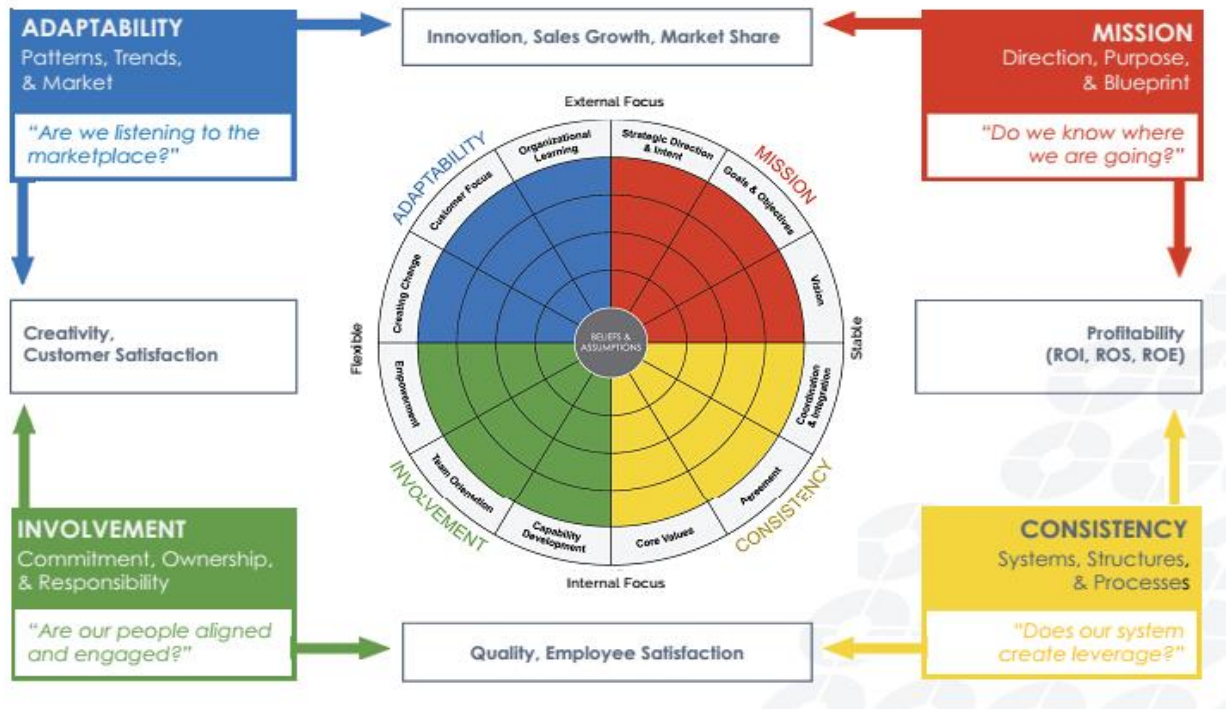 ADAPTABILITY
Patterns, Trends,
& Market
“Are we listening to the
marketplace?”
Innovation, Sales Growth, Market Share
MISSION
Direction, Purpose,
& Blueprint
“Do we know where
we are going?”
External Focus
ADAPTABILITY
MISSION
Organizational
Learning
Strategic Direction
& Intent
Customer Focus
Goals & Objectives
Creating Change
Vision
Creativity,
Customer Satisfaction
Flexible
BELIEFS &
ASSUMPTIONS
Stable
Profitability
(ROI, ROS, ROE)
Empowerment
Coordination
& Integration
Team Orientation
Agreement
Capability
Development
Core Values
INVOLVEMENT
CONSISTENCY
Internal Focus
INVOLVEMENT
Commitment, Ownership,
& Responsibility
“Are our people aligned
and engaged?”
Quality, Employee Satisfaction
CONSISTENCY
Systems, Structures,
& Processes
“Does our system
create leverage?”